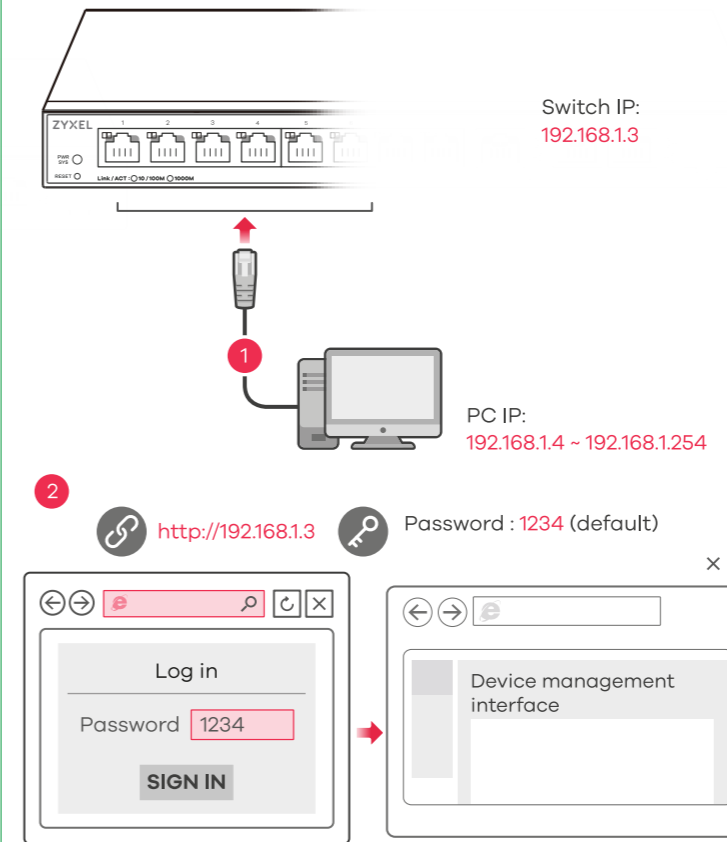 ZYXEL
1 2 3 4 5
PWR
SYS
RESET
Link / ACT : 10 / 100M 1000M
Switch IP:
192.168.1.3
1
PC IP:
192.168.1.4 ~ 192.168.1.254
2
http://192.168.1.3
Password : 1234 (default)
Log in
Password 1234
SIGN IN
Device management
interface